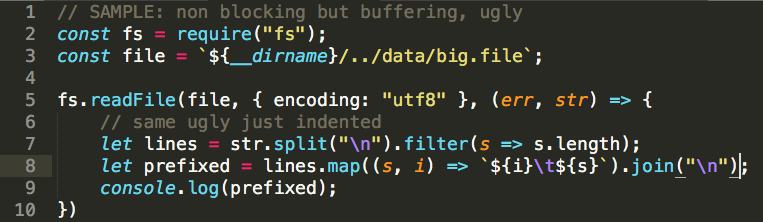 1 // SAMPLE: non blocking but buffering, ugly
2 const fs = require("fs");
3 const file = `${__dirname}/../data/big.file`;
4
5 fs.readFile(file, { encoding: "utf8" }, (err, str) => {
6     // same ugly just indented
7     let lines = str.split("\n").filter(s => s.length);
8     let prefixed = lines.map((s, i) => `${i}\t${s}`).join("\n");
9     console.log(prefixed);
10 })